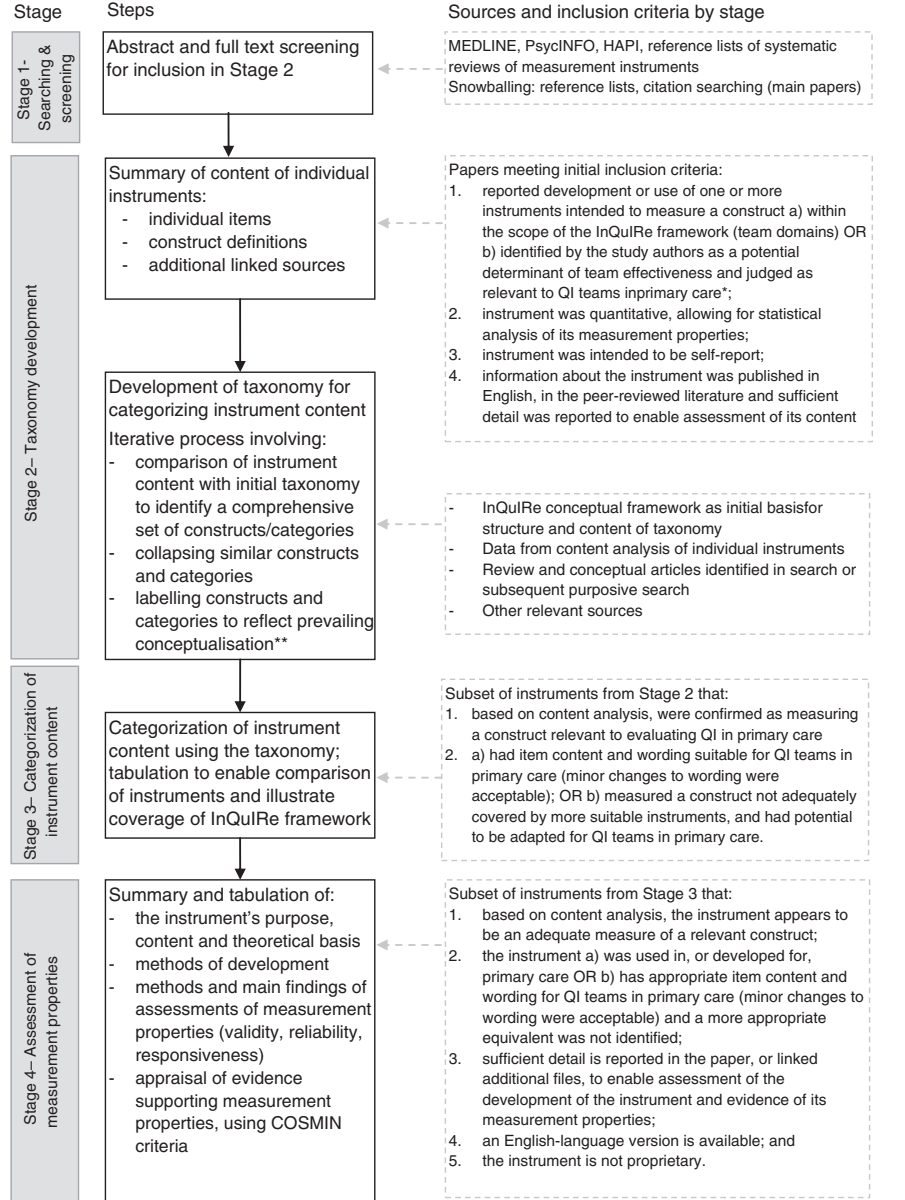 Stage
Steps
Sources and inclusion criteria by stage
Stage 1-
Searching &
screening
Abstract and full text screening
for inclusion in Stage 2
MEDLINE, PsycINFO, HAPI, reference lists of systematic
reviews of measurement instruments
Snowballing: reference lists, citation searching (main papers)
Stage 2– Taxonomy development
Summary of content of individual
instruments:
- individual items
- construct definitions
- additional linked sources
Papers meeting initial inclusion criteria:
1. reported development or use of one or more
instruments intended to measure a construct a) within
the scope of the InQuIRe framework (team domains) OR
b) identified by the study authors as a potential
determinant of team effectiveness and judged as
relevant to QI teams inprimary care*;
2. instrument was quantitative, allowing for statistical
analysis of its measurement properties;
3. instrument was intended to be self-report;
4. information about the instrument was published in
English, in the peer-reviewed literature and sufficient
detail was reported to enable assessment of its content
Development of taxonomy for
categorizing instrument content
Iterative process involving:
- comparison of instrument
content with initial taxonomy
to identify a comprehensive
set of constructs/categories
- collapsing similar constructs
and categories
- labelling constructs and
categories to reflect prevailing
conceptualisation**
- InQuIRe conceptual framework as initial basisfor
structure and content of taxonomy
- Data from content analysis of individual instruments
- Review and conceptual articles identified in search or
subsequent purposive search
- Other relevant sources
Stage 3– Categorization of
instrument content
Categorization of instrument
content using the taxonomy;
tabulation to enable comparison
of instruments and illustrate
coverage of InQuIRe framework
Subset of instruments from Stage 2 that:
1. based on content analysis, were confirmed as measuring
a construct relevant to evaluating QI in primary care
2. a) had item content and wording suitable for QI teams in
primary care (minor changes to wording were
acceptable); OR b) measured a construct not adequately
covered by more suitable instruments, and had potential
to be adapted for QI teams in primary care.
Stage 4– Assessment of
measurement properties
Summary and tabulation of:
- the instrument's purpose,
content and theoretical basis
- methods of development
- methods and main findings of
assessments of measurement
properties (validity, reliability,
responsiveness)
- appraisal of evidence
supporting measurement
properties, using COSMIN
criteria
Subset of instruments from Stage 3 that:
1. based on content analysis, the instrument appears to
be an adequate measure of a relevant construct;
2. the instrument a) was used in, or developed for,
primary care OR b) has appropriate item content and
wording for QI teams in primary care (minor changes to
wording were acceptable) and a more appropriate
equivalent was not identified;
3. sufficient detail is reported in the paper, or linked
additional files, to enable assessment of the
development of the instrument and evidence of its
measurement properties;
4. an English-language version is available; and
5. the instrument is not proprietary.